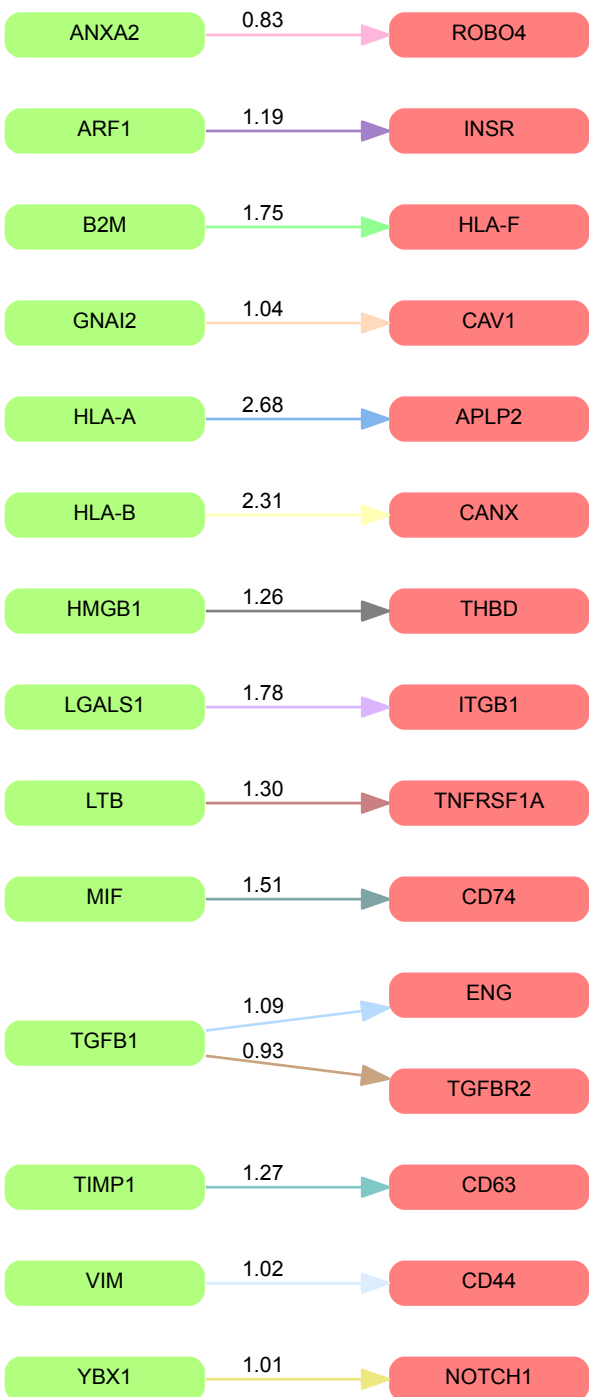 ANXA2 0.83 ROBO4
ARF1 1.19 INSR
B2M 1.75 HLA-F
GNAI2 1.04 CAV1
HLA-A 2.68 APLP2
HLA-B 2.31 CANX
HMGB1 1.26 THBD
LGALS1 1.78 ITGB1
LTB 1.30 TNFRSF1A
MIF 1.51 CD74
TGFB1 1.09 ENG
0.93 TGFBR2
TIMP1 1.27 CD63
VIM 1.02 CD44
YBX1 1.01 NOTCH1